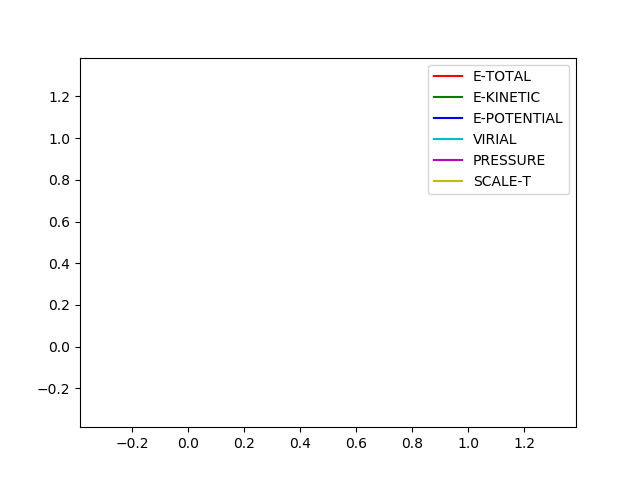 E-TOTAL
E-KINETIC
E-POTENTIAL
VIRIAL
PRESSURE
SCALE-T
1.2
1.0
0.8
0.6
0.4
0.2
0.0
−0.2
−0.2 0.0 0.2 0.4 0.6 0.8 1.0 1.2